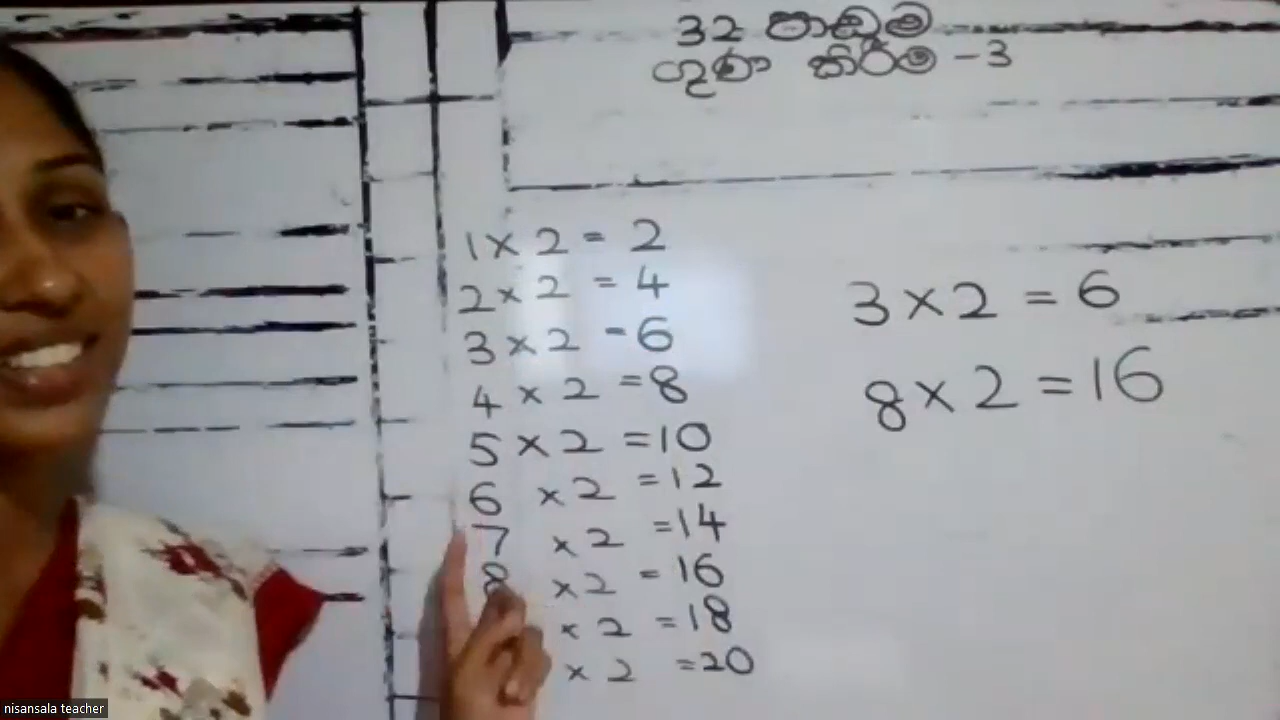 32 පාඩම
ගුණ කිරීම - 3
1 × 2 = 2
2 × 2 = 4
3 × 2 = 6
4 × 2 = 8
5 × 2 = 10
6 × 2 = 12
7 × 2 = 14
8 × 2 = 16
× 2 = 18
× 2 = 20
3 × 2 = 6
8 × 2 = 16
nisansala teacher